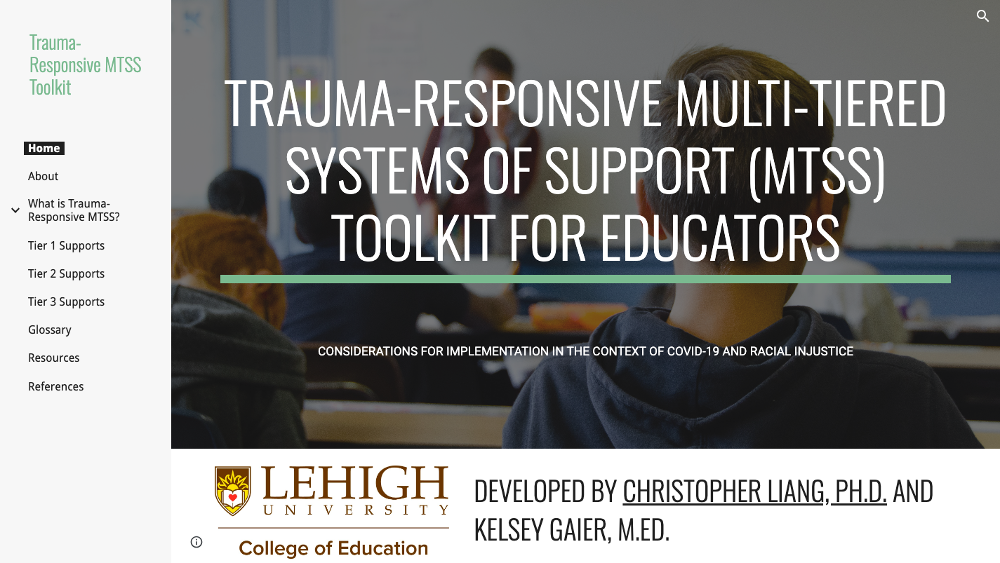 Trauma-
Responsive MTSS
Toolkit
Home
About
What is Trauma-
Responsive MTSS?
Tier 1 Supports
Tier 2 Supports
Tier 3 Supports
Glossary
Resources
References
TRAUMA-RESPONSIVE MULTI-TIERED
SYSTEMS OF SUPPORT (MTSS)
TOOLKIT FOR EDUCATORS
CONSIDERATIONS FOR IMPLEMENTATION IN THE CONTEXT OF COVID-19 AND RACIAL INJUSTICE
LEHIGH
UNIVERSITY
College of Education
DEVELOPED BY CHRISTOPHER LIANG, PH.D. AND
KELSEY GAIER, M.ED.